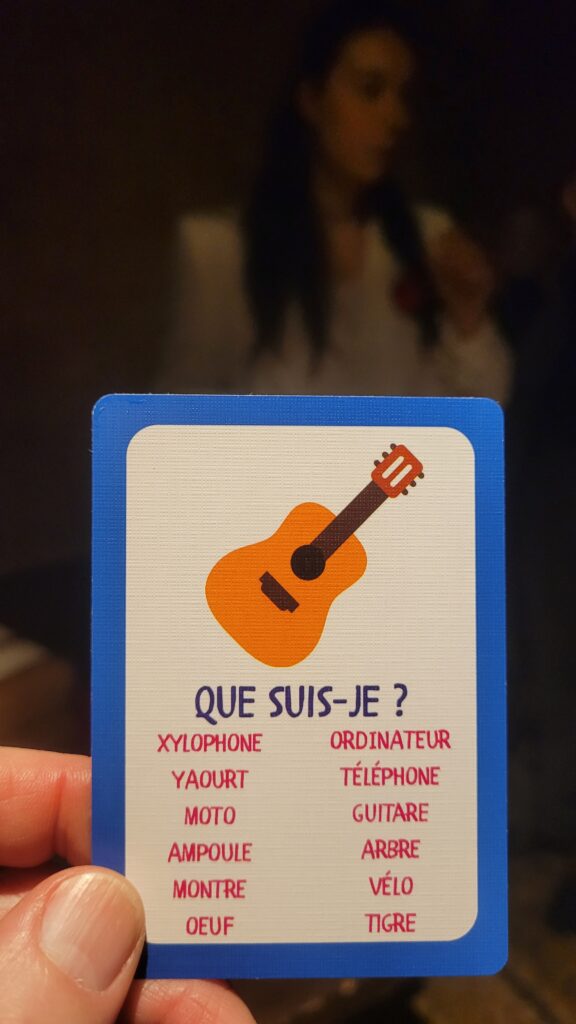 QUE SUIS-JE ?
XYLOPHONE ORDINATEUR
YAOURT TÉLÉPHONE
MOTO GUITARE
AMPOULE ARBRE
MONTRE VÉLO
OEUF TIGRE